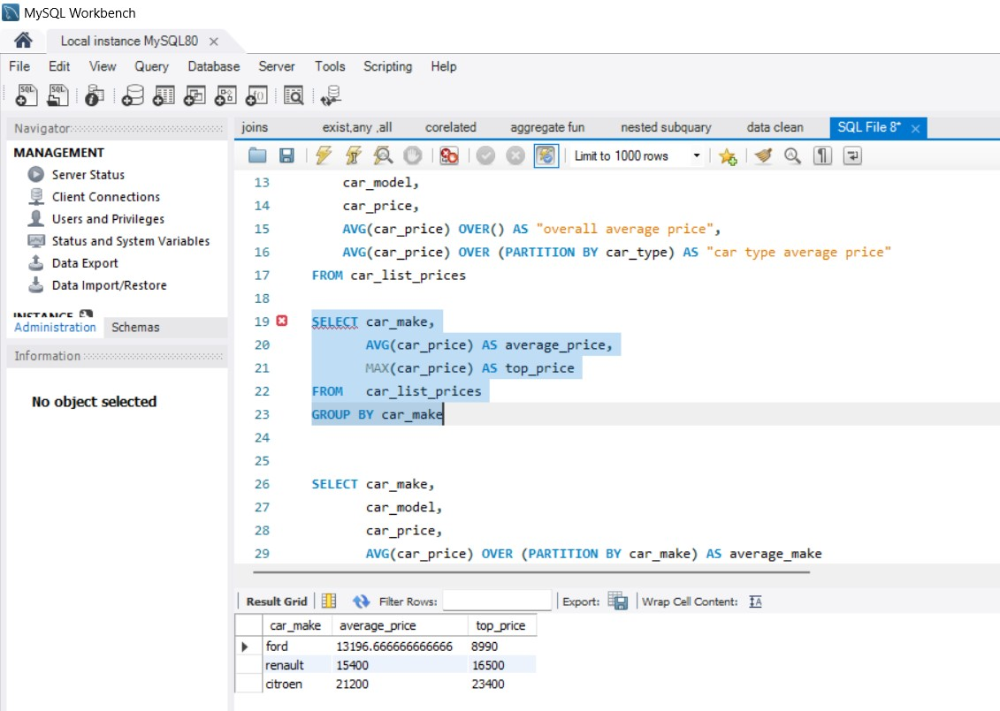 MySQL Workbench
Local instance MySQL80
File Edit View Query Database Server Tools Scripting Help
Navigator
MANAGEMENT
Server Status
Client Connections
Users and Privileges
Status and System Variables
Data Export
Data Import/Restore
INSTANCE
Administration Schemas
Information
No object selected
joins exist,any ,all corelated aggregate fun nested subquary data clean SQL File 8*
Limit to 1000 rows
13 car_model,
14 car_price,
15 AVG(car_price) OVER() AS "overall average price",
16 AVG(car_price) OVER (PARTITION BY car_type) AS "car type average price"
17 FROM car_list_prices
18
19 SELECT car_make,
20 AVG(car_price) AS average_price,
21 MAX(car_price) AS top_price
22 FROM car_list_prices
23 GROUP BY car_make
24
25
26 SELECT car_make,
27 car_model,
28 car_price,
29 AVG(car_price) OVER (PARTITION BY car_make) AS average_make
Result Grid Filter Rows: Export: Wrap Cell Content:
car_make average_price top_price
ford 13196.666666666666 8990
renault 15400 16500
citroen 21200 23400